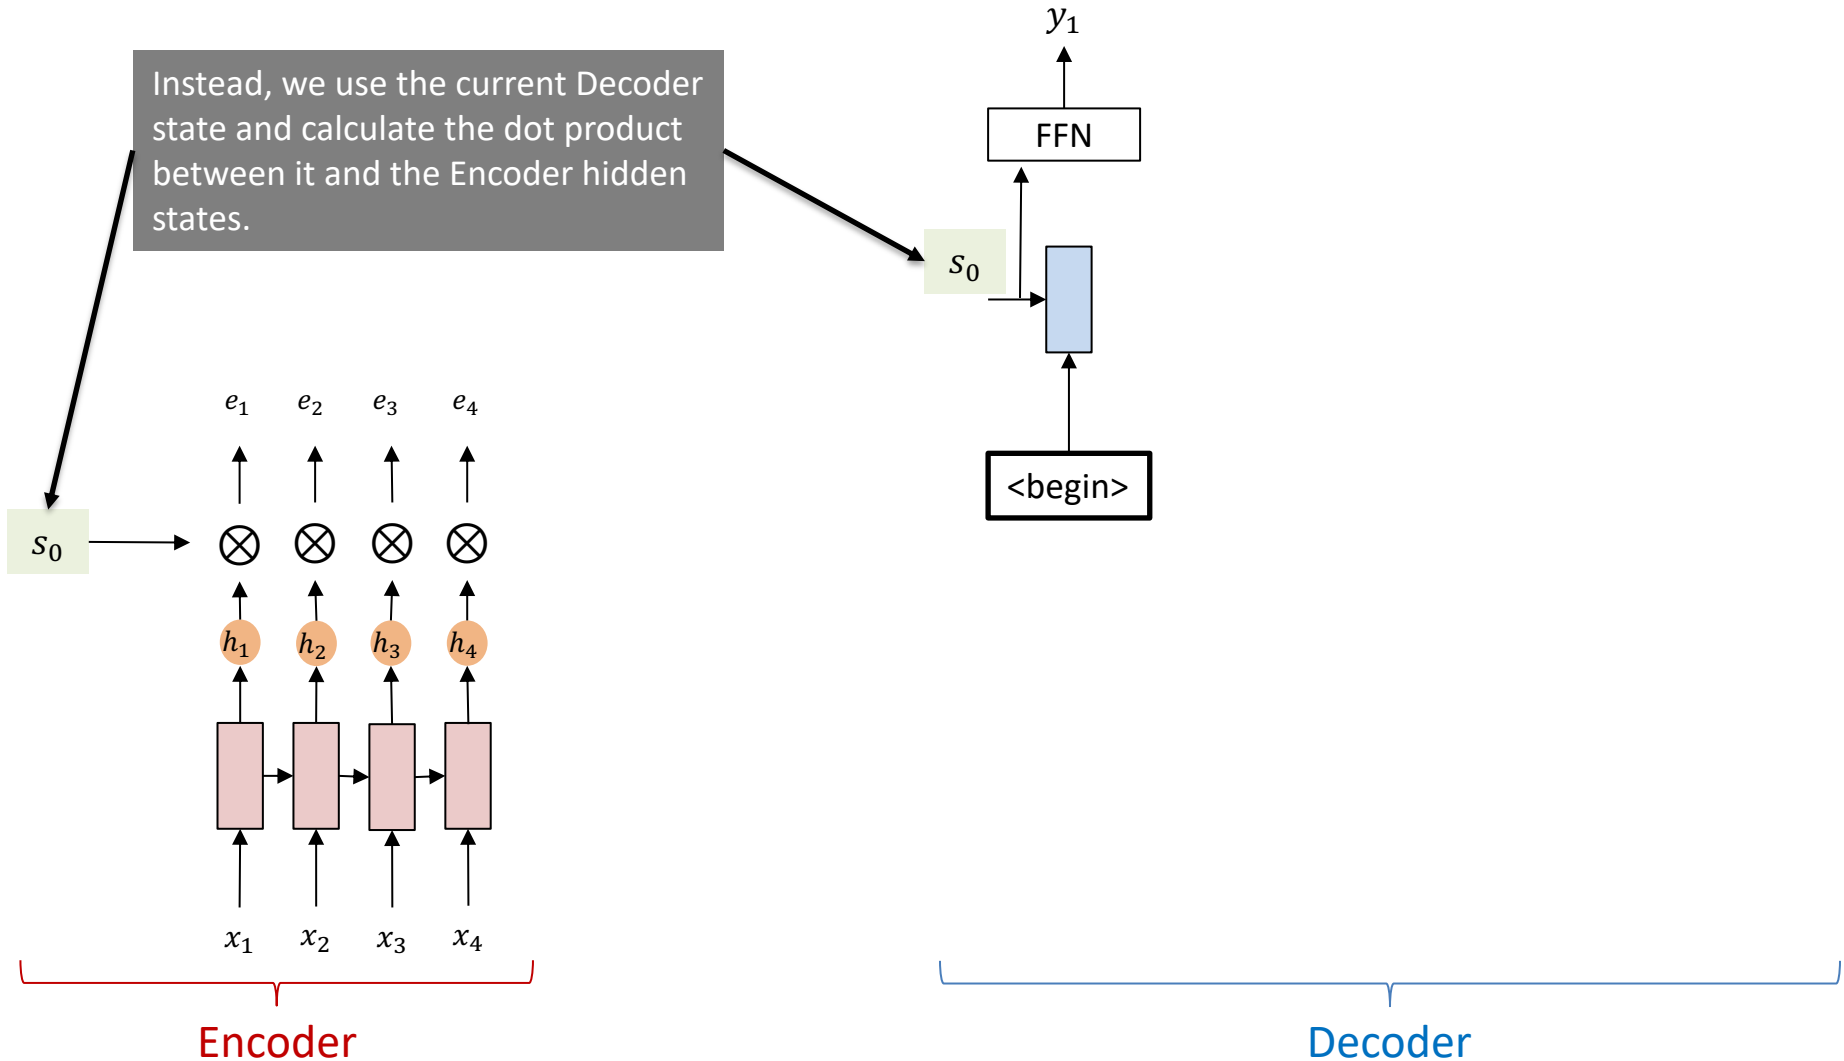 y₁
Instead, we use the current Decoder
state and calculate the dot product
between it and the Encoder hidden
states.
FFN
s₀
e₁ e₂ e₃ e₄
<begin>
s₀
h₁ h₂ h₃ h₄
x₁ x₂ x₃ x₄
Encoder
Decoder